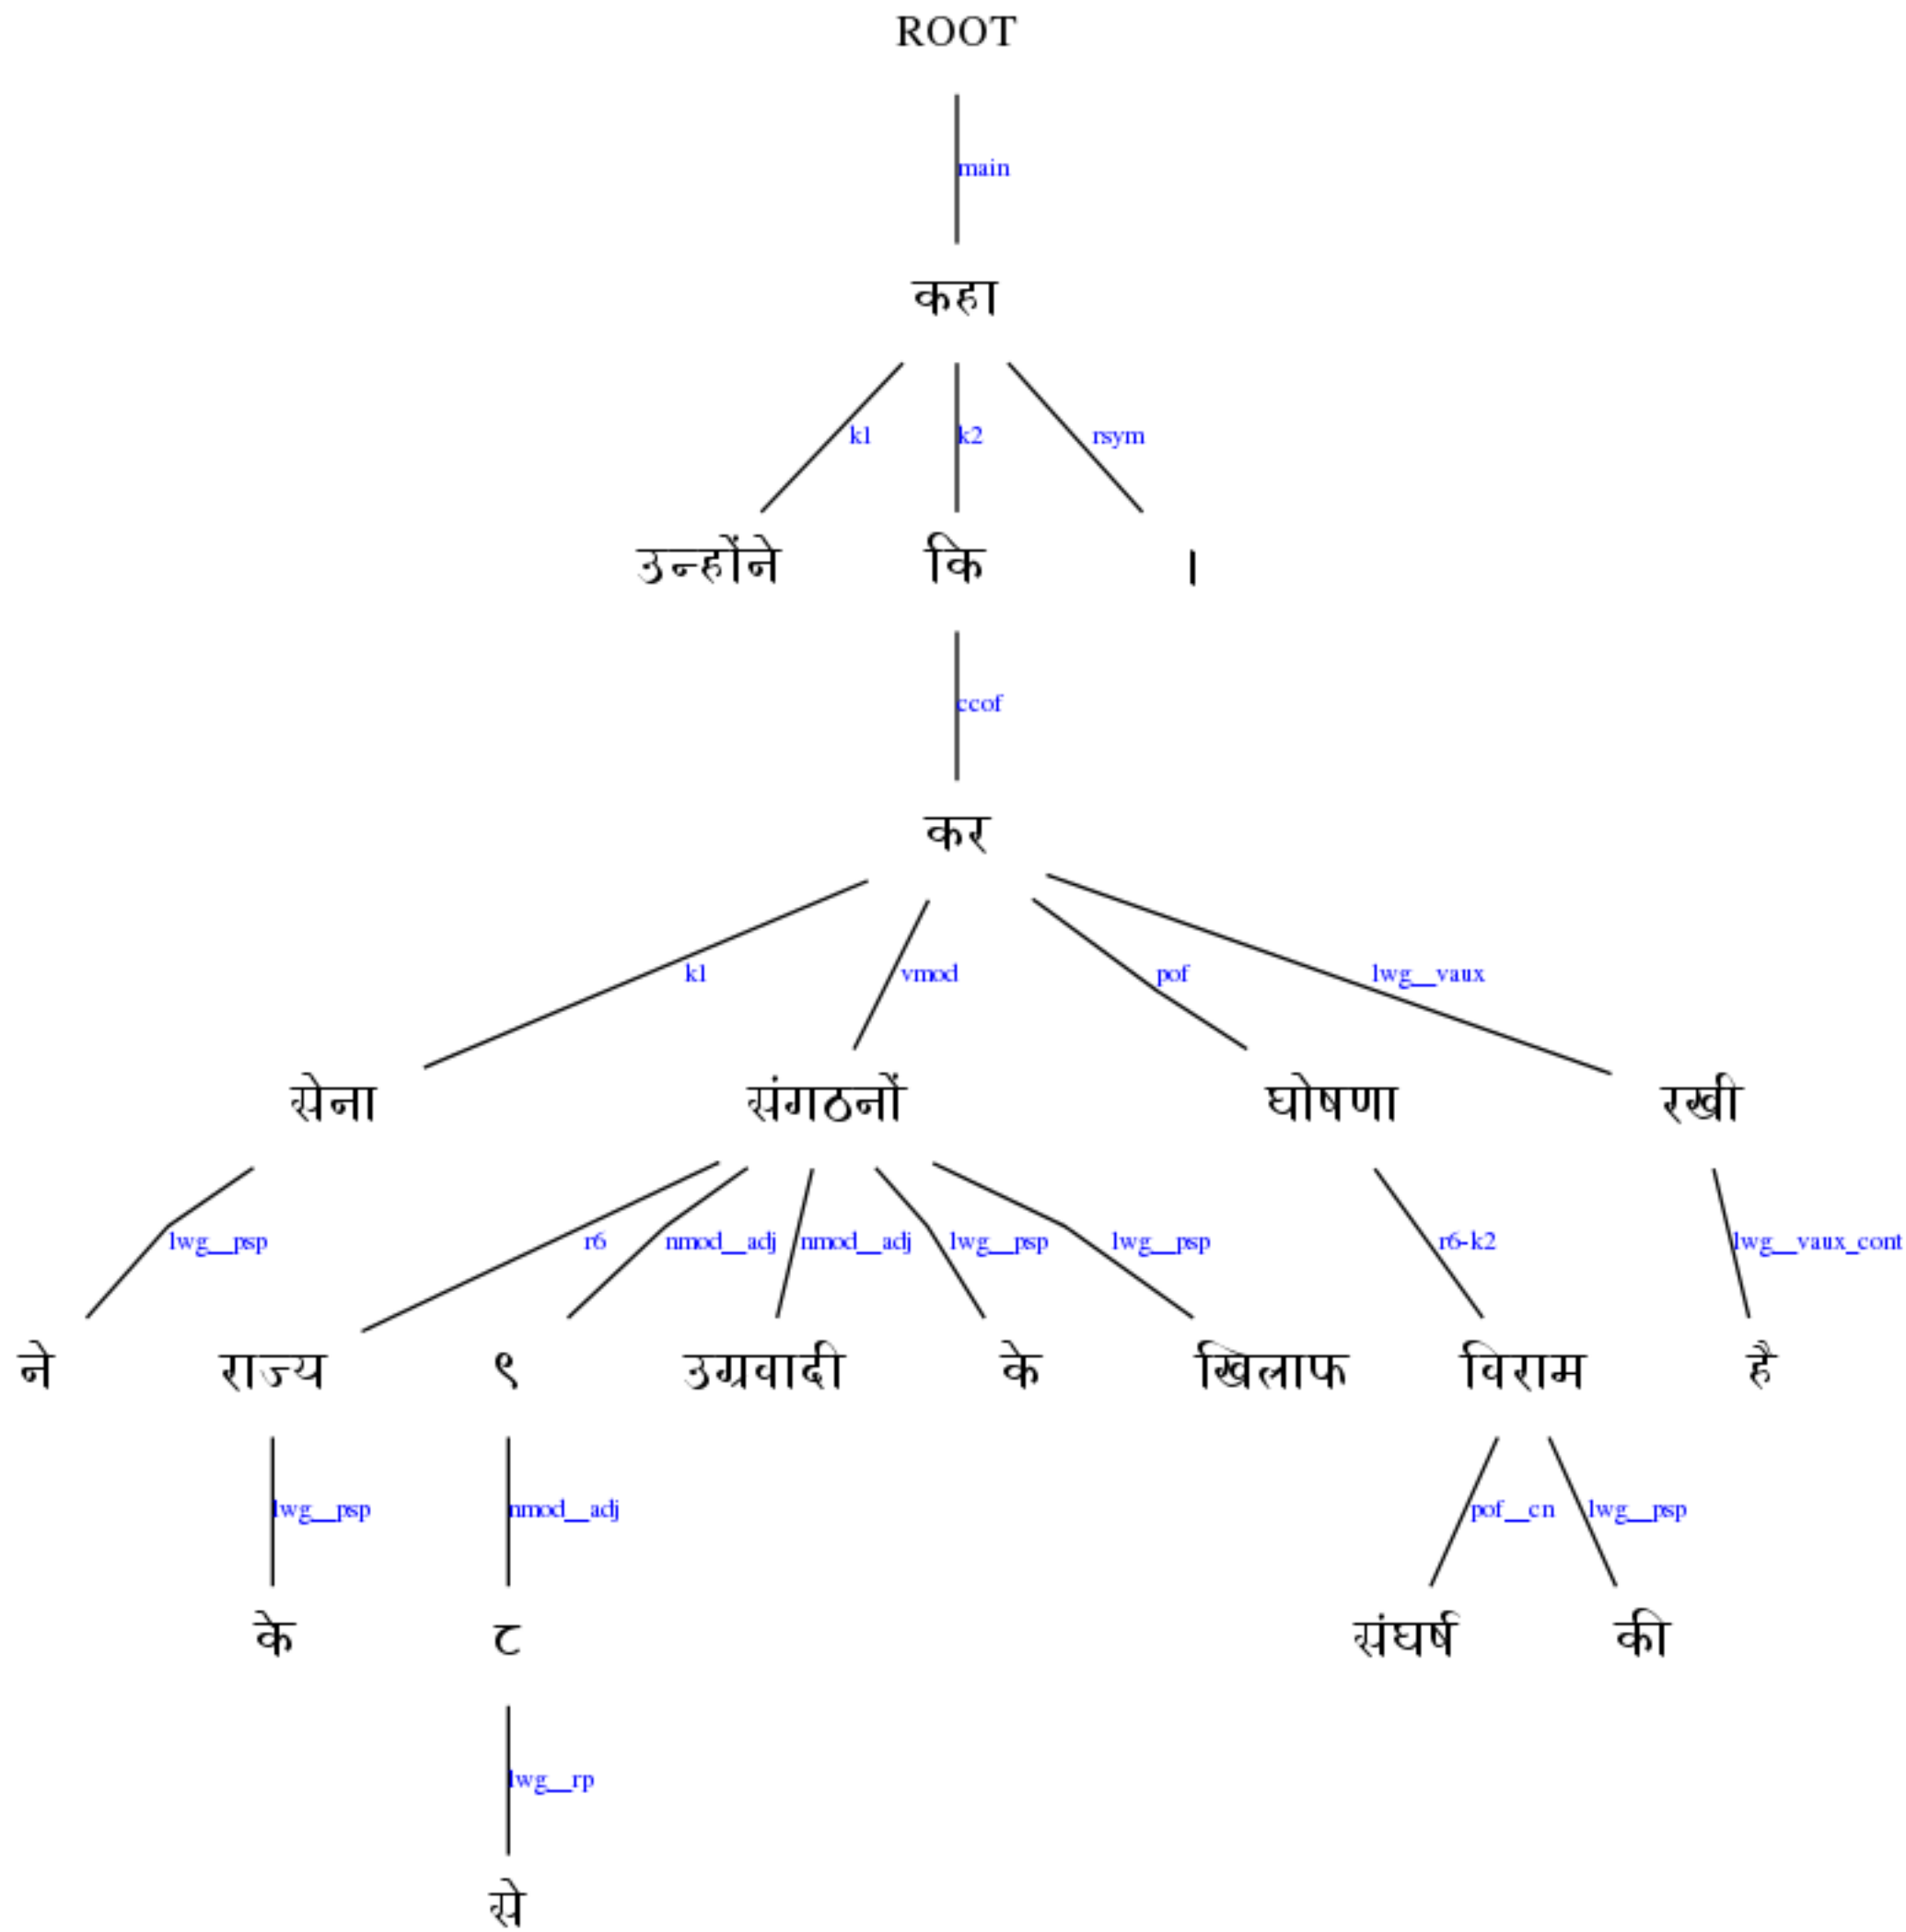 ROOT
main
कहा
k1 k2 rsym
उन्होंने कि ।
ccof
कर
k1 vmod pof lwg__vaux
सेना संगठनों घोषणा रखी
lwg__psp r6 nmod__adj nmod__adj lwg__psp lwg__psp r6-k2 lwg__vaux_cont
ने राज्य ९ उग्रवादी के खिलाफ विराम है
lwg__psp nmod__adj pof__cn lwg__psp
के ८ संघर्ष की
lwg__rp
से